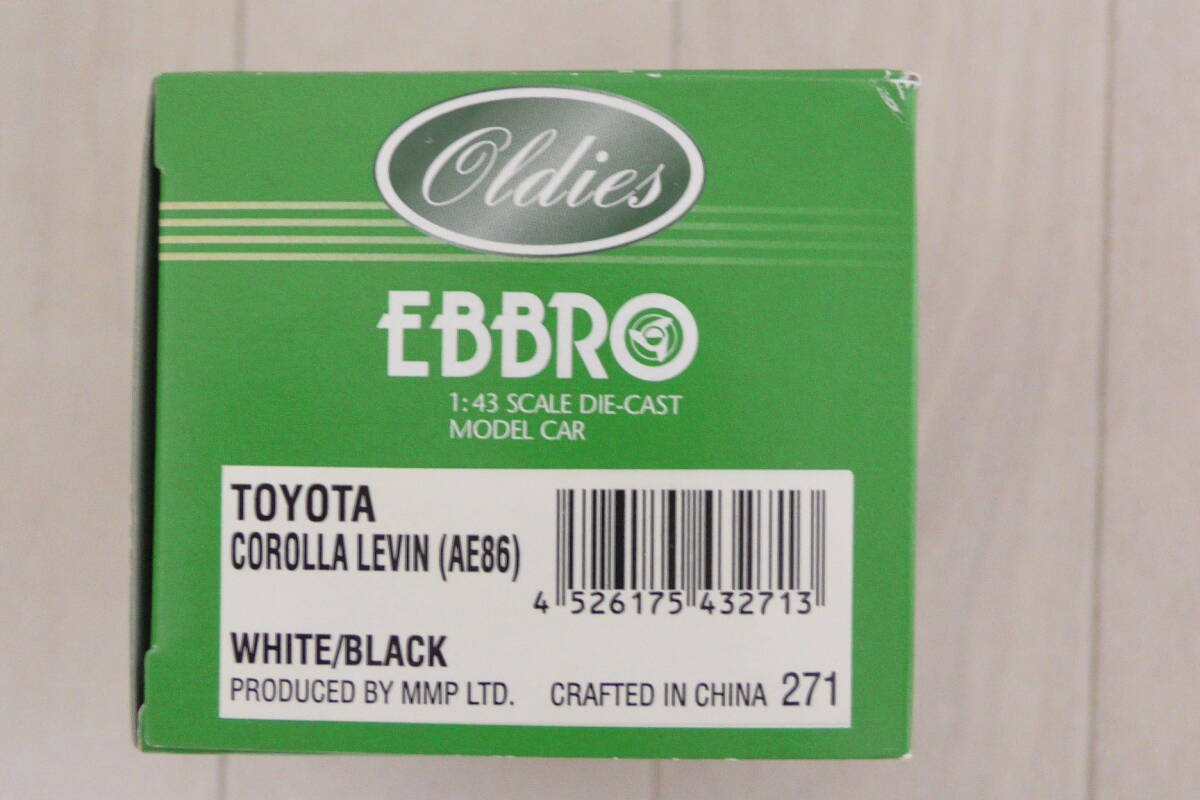 Oldies
EBBRO
1:43 SCALE DIE-CAST
MODEL CAR
TOYOTA
COROLLA LEVIN (AE86)
4 526175 432713
WHITE/BLACK
PRODUCED BY MMP LTD. CRAFTED IN CHINA 271